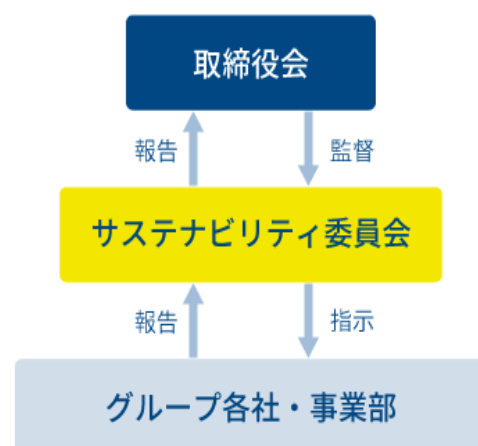 取締役会
報告
監督
サステナビリティ委員会
報告
指示
グループ各社・事業部